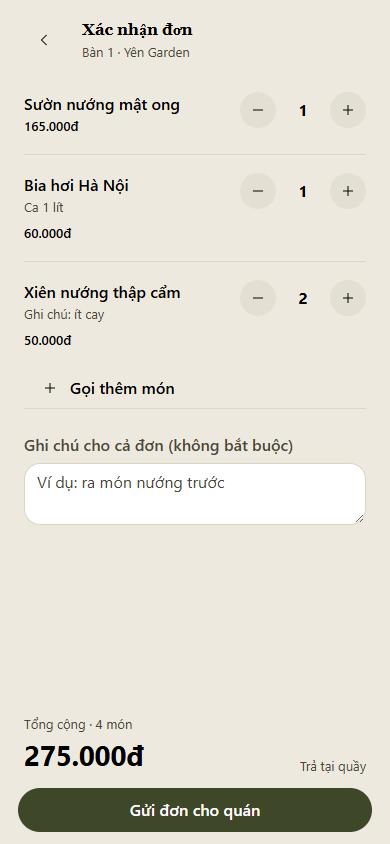 Xác nhận đơn
Bàn 1 · Yên Garden
Sườn nướng mật ong
165.000đ
1
Bia hơi Hà Nội
Ca 1 lít
60.000đ
1
Xiên nướng thập cẩm
Ghi chú: ít cay
50.000đ
2
Gọi thêm món
Ghi chú cho cả đơn (không bắt buộc)
Ví dụ: ra món nướng trước
Tổng cộng · 4 món
275.000đ
Trả tại quầy
Gửi đơn cho quán